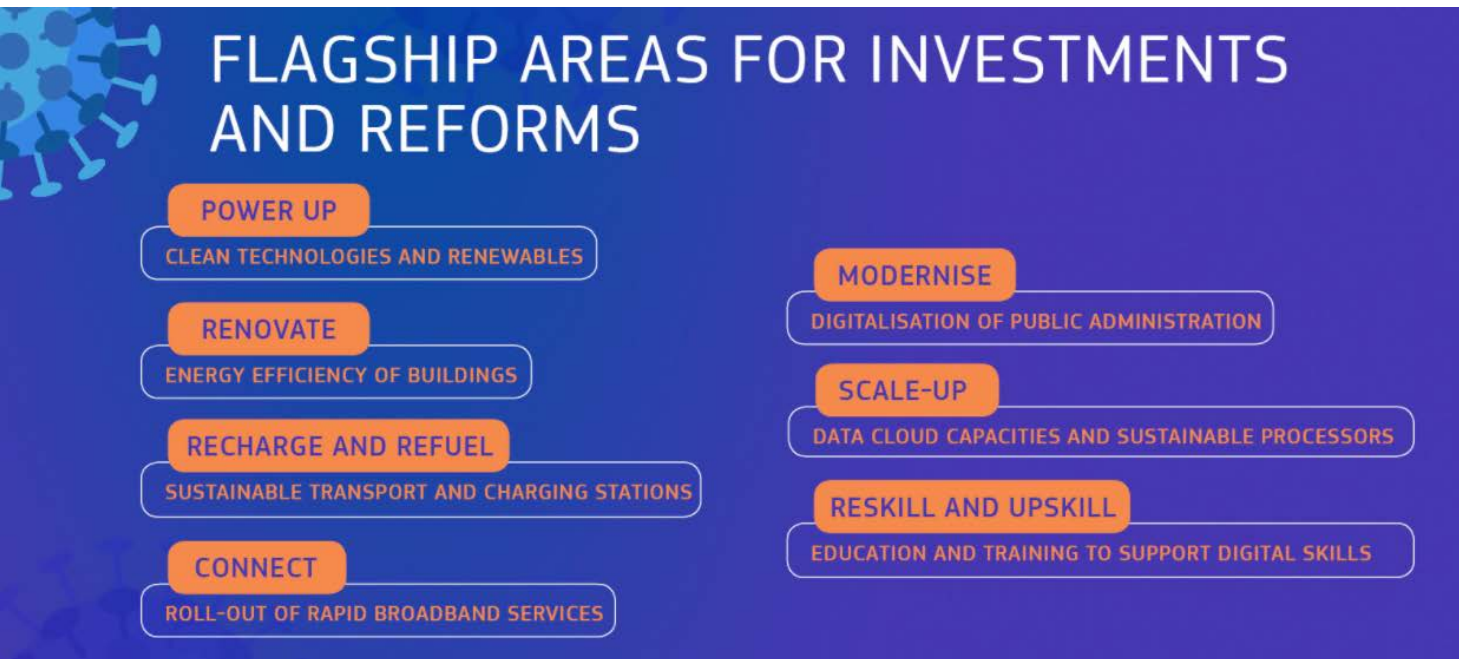 FLAGSHIP AREAS FOR INVESTMENTS
AND REFORMS
POWER UP
CLEAN TECHNOLOGIES AND RENEWABLES
RENOVATE
ENERGY EFFICIENCY OF BUILDINGS
RECHARGE AND REFUEL
SUSTAINABLE TRANSPORT AND CHARGING STATIONS
CONNECT
ROLL-OUT OF RAPID BROADBAND SERVICES
MODERNISE
DIGITALISATION OF PUBLIC ADMINISTRATION
SCALE-UP
DATA CLOUD CAPACITIES AND SUSTAINABLE PROCESSORS
RESKILL AND UPSKILL
EDUCATION AND TRAINING TO SUPPORT DIGITAL SKILLS